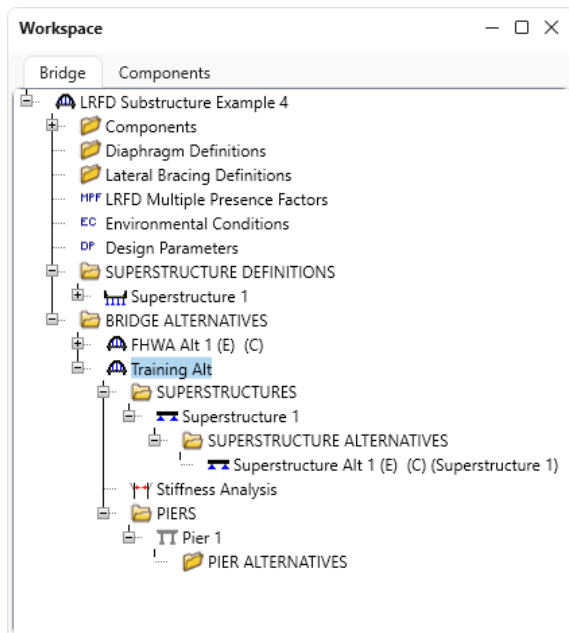 Workspace
Bridge Components
LRFD Substructure Example 4
Components
Diaphragm Definitions
Lateral Bracing Definitions
MPF LRFD Multiple Presence Factors
EC Environmental Conditions
DP Design Parameters
SUPERSTRUCTURE DEFINITIONS
Superstructure 1
BRIDGE ALTERNATIVES
FHWA Alt 1 (E) (C)
Training Alt
SUPERSTRUCTURES
Superstructure 1
SUPERSTRUCTURE ALTERNATIVES
Superstructure Alt 1 (E) (C) (Superstructure 1)
Stiffness Analysis
PIERS
Pier 1
PIER ALTERNATIVES